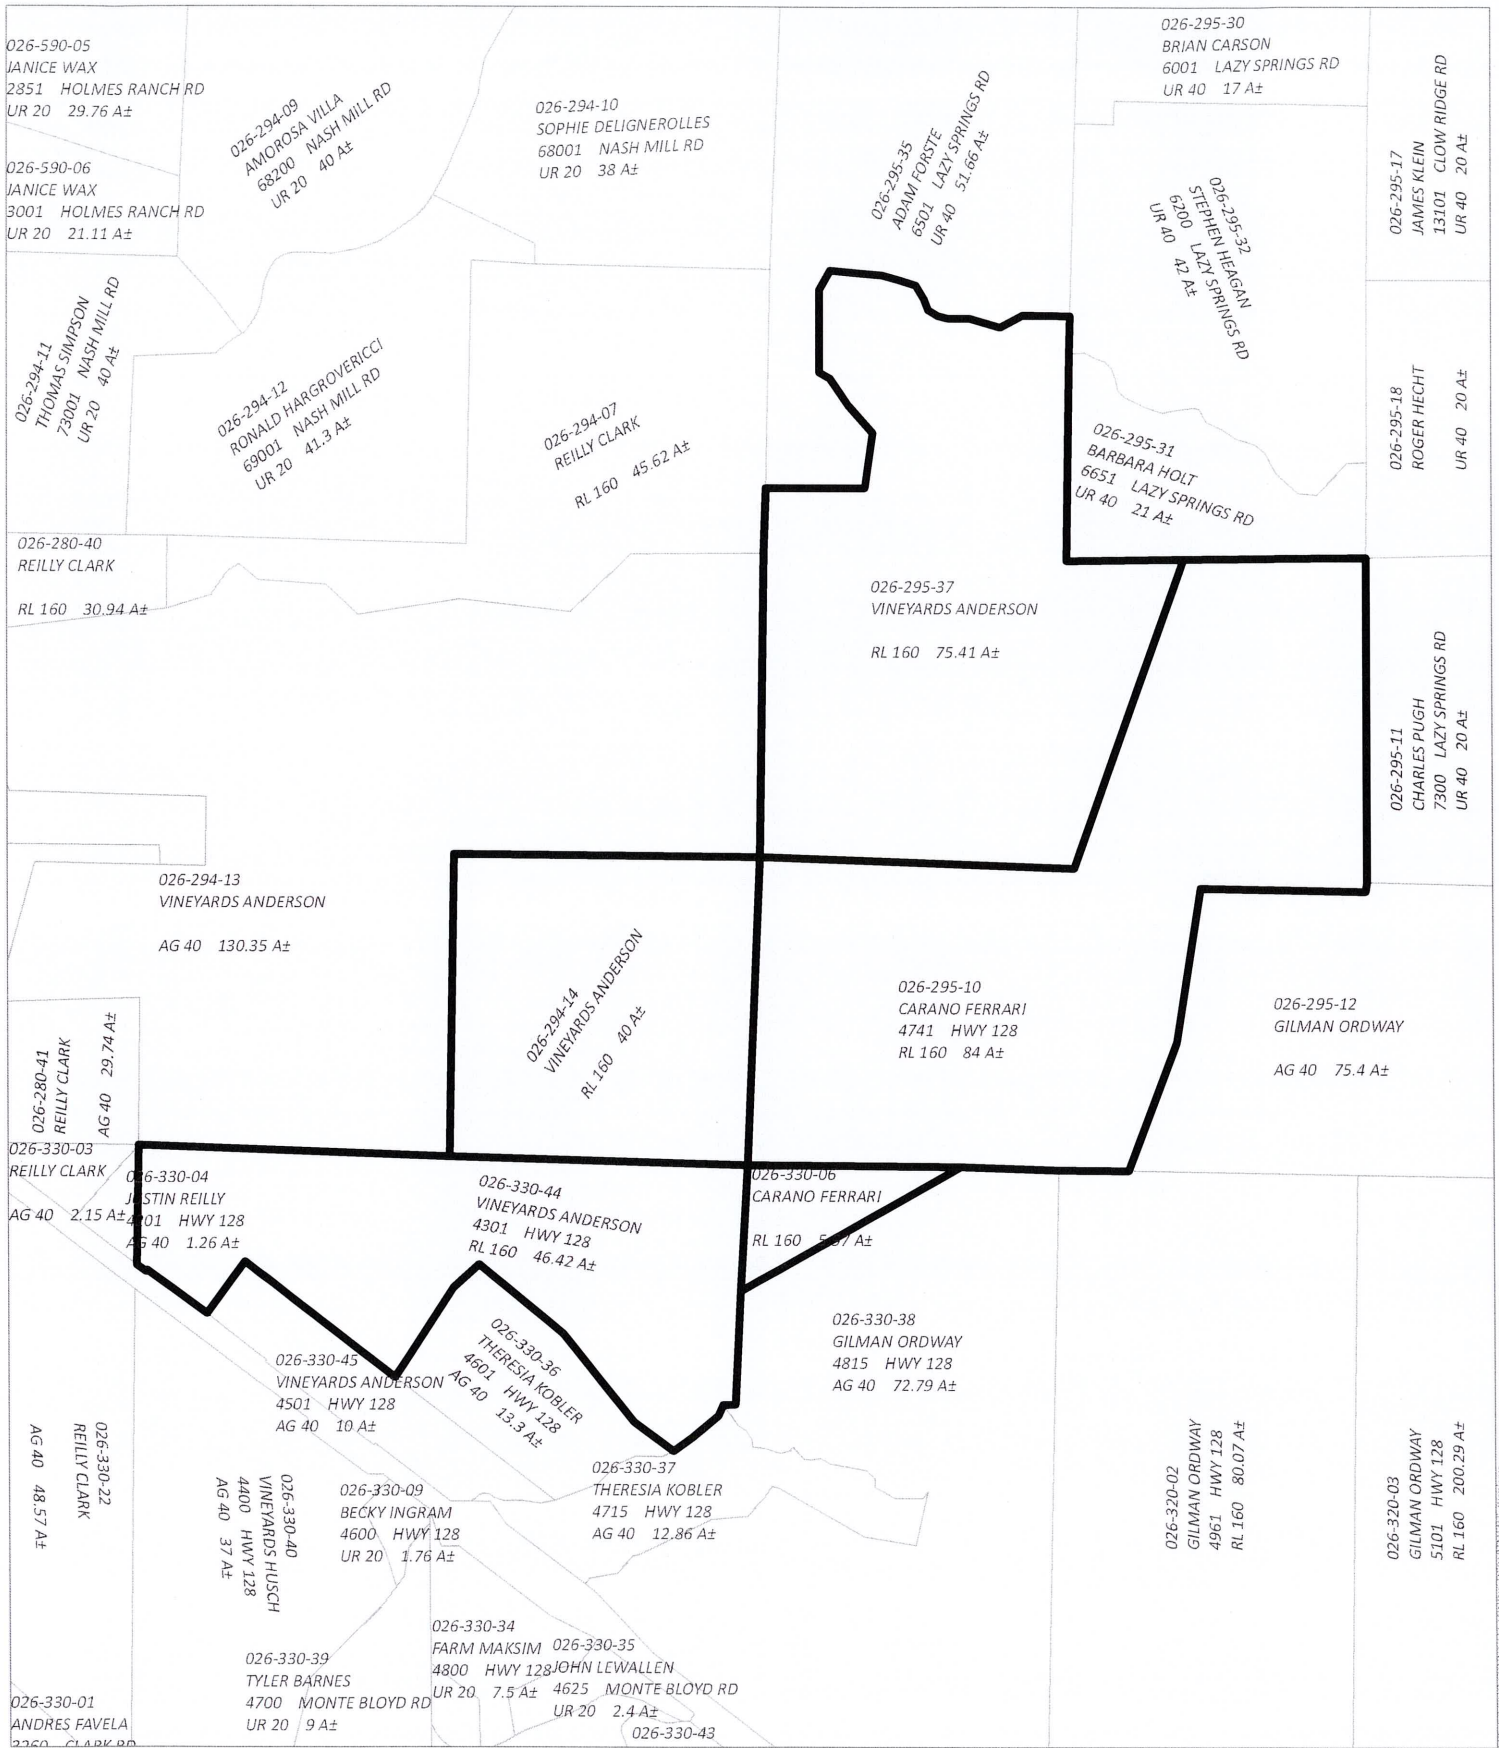 026-590-05
JANICE WAX
2851 HOLMES RANCH RD
UR 20 29.76 A±
026-590-06
JANICE WAX
3001 HOLMES RANCH RD
UR 20 21.11 A±
026-294-09
AMOROSA VILLA
68200 NASH MILL RD
UR 20 40 A±
026-294-10
SOPHIE DELIGNEROLLES
68001 NASH MILL RD
UR 20 38 A±
026-295-35
ADAM FORSTE
6501 LAZY SPRINGS RD
UR 40 51.66 A±
026-295-30
BRIAN CARSON
6001 LAZY SPRINGS RD
UR 40 17 A±
026-295-32
STEPHEN HEAGAN
6200 LAZY SPRINGS RD
UR 40 42 A±
026-295-17
JAMES KLEIN
13101 CLOW RIDGE RD
UR 40 20 A±
026-294-11
THOMAS SIMPSON
73001 NASH MILL RD
UR 20 40 A±
026-294-12
RONALD HARGROVERICCI
69001 NASH MILL RD
UR 20 41.3 A±
026-294-07
REILLY CLARK
RL 160 45.62 A±
026-295-31
BARBARA HOLT
6651 LAZY SPRINGS RD
UR 40 21 A±
026-295-18
ROGER HECHT
UR 40 20 A±
026-280-40
REILLY CLARK
RL 160 30.94 A±
026-295-37
VINEYARDS ANDERSON
RL 160 75.41 A±
026-295-11
CHARLES PUGH
7300 LAZY SPRINGS RD
UR 40 20 A±
026-294-13
VINEYARDS ANDERSON
AG 40 130.35 A±
026-294-14
VINEYARDS ANDERSON
RL 160 40 A±
026-295-10
CARANO FERRARI
4741 HWY 128
RL 160 84 A±
026-295-12
GILMAN ORDWAY
AG 40 75.4 A±
026-280-41
REILLY CLARK
AG 40 29.74 A±
026-330-03
REILLY CLARK
AG 40 2.15 A±
026-330-04
JUSTIN REILLY
4201 HWY 128
AG 40 1.26 A±
026-330-44
VINEYARDS ANDERSON
4301 HWY 128
RL 160 46.42 A±
026-330-06
CARANO FERRARI
RL 160 A±
026-330-45
VINEYARDS ANDERSON
4501 HWY 128
AG 40 10 A±
026-330-36
THERESIA KOBLER
4601 HWY 128
AG 40 13.3 A±
026-330-38
GILMAN ORDWAY
4815 HWY 128
AG 40 72.79 A±
026-330-22
REILLY CLARK
AG 40 48.57 A±
026-330-40
VINEYARDS HUSCH
4400 HWY 128
AG 40 37 A±
026-330-09
BECKY INGRAM
4600 HWY 128
UR 20 1.76 A±
026-330-37
THERESIA KOBLER
4715 HWY 128
AG 40 12.86 A±
026-320-02
GILMAN ORDWAY
4961 HWY 128
RL 160 80.07 A±
026-320-03
GILMAN ORDWAY
5101 HWY 128
RL 160 200.29 A±
026-330-39
TYLER BARNES
4700 MONTE BLOYD RD
UR 20 9 A±
026-330-34
FARM MAKSIM
4800 HWY 128
UR 20 7.5 A±
026-330-35
JOHN LEWALLEN
4625 MONTE BLOYD RD
UR 20 2.4 A±
026-330-43
026-330-01
ANDRES FAVELA
3260 CLARK RD